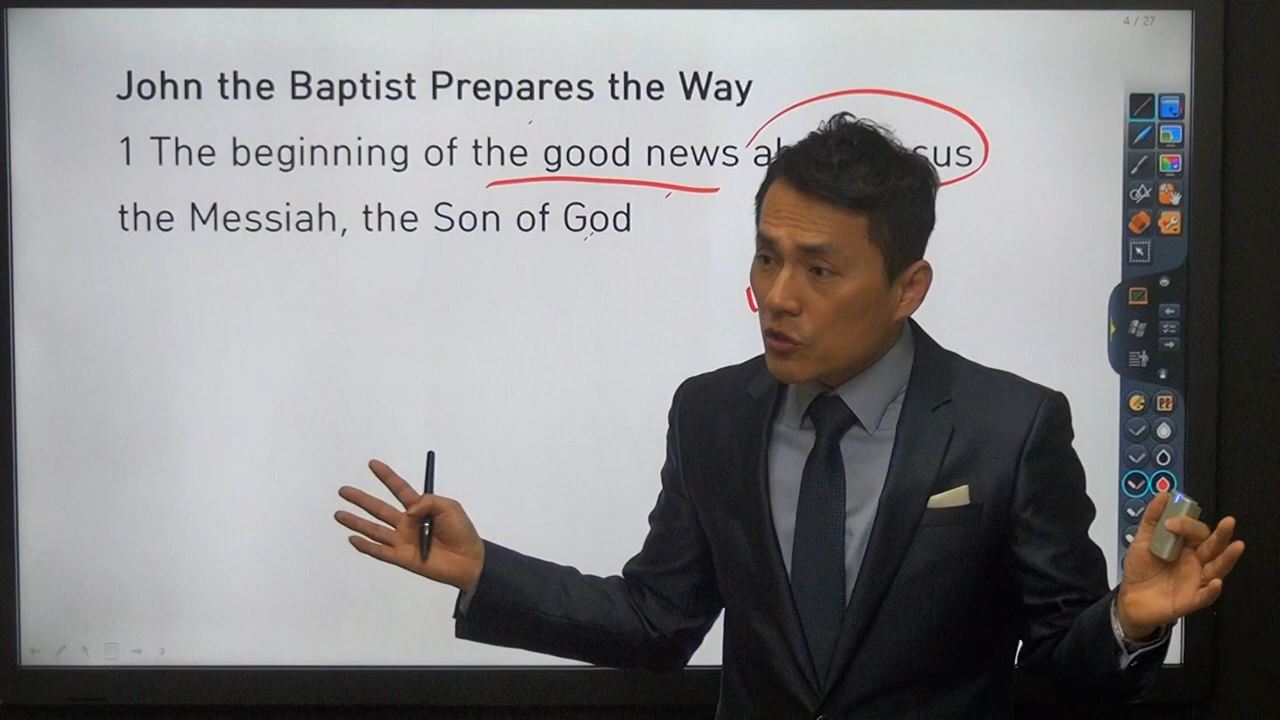 4 / 27
John the Baptist Prepares the Way
1 The beginning of the good news
the Messiah, the Son of God